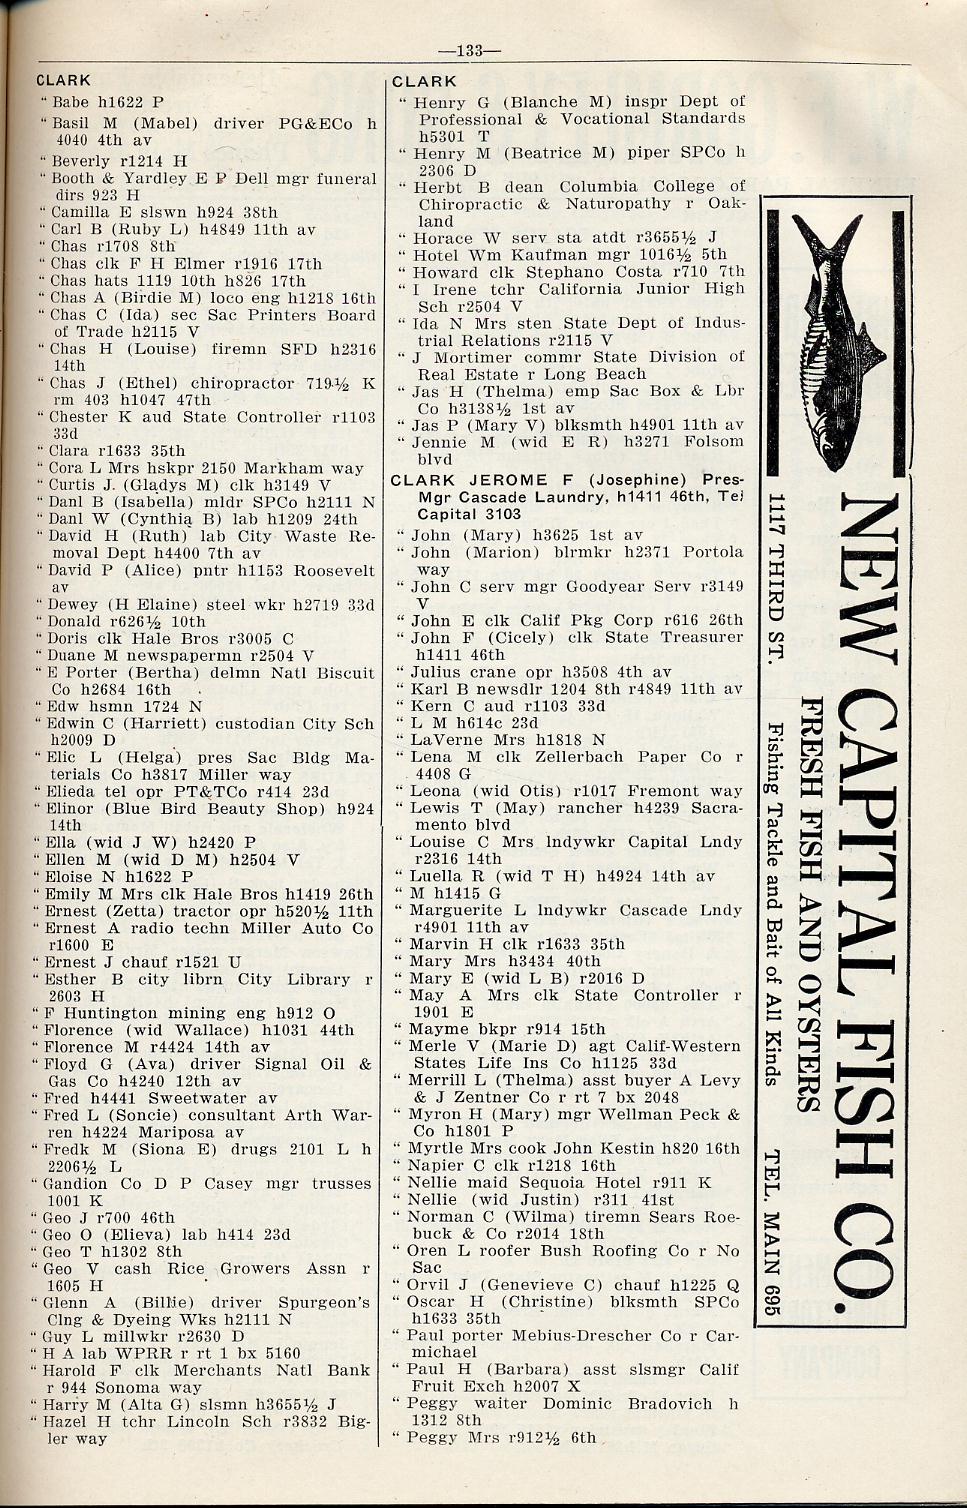 —133—
CLARK
" Babe h1622 P
" Basil M (Mabel) driver PG&ECo h
4040 4th av
" Beverly r1214 H
" Booth & Yardley E P Dell mgr funeral
dirs 923 H
" Camilla E slswn h924 38th
" Carl B (Ruby L) h4849 11th av
" Chas r1708 8th
" Chas clk F H Elmer r1916 17th
" Chas hats 1119 10th h826 17th
" Chas A (Birdie M) loco eng h1218 16th
" Chas C (Ida) sec Sac Printers Board
of Trade h2115 V
" Chas H (Louise) firemn SFD h2316
14th
" Chas J (Ethel) chiropractor 719½ K
rm 403 h1047 47th
" Chester K aud State Controller r1103
33d
" Clara r1633 35th
" Cora L Mrs hskpr 2150 Markham way
" Curtis J. (Gladys M) clk h3149 V
" Danl B (Isabella) mldr SPCo h2111 N
" Danl W (Cynthia B) lab h1209 24th
" David H (Ruth) lab City Waste Re-
moval Dept h4400 7th av
" David P (Alice) pntr h1153 Roosevelt
av
" Dewey (H Elaine) steel wkr h2719 33d
" Donald r626½ 10th
" Doris clk Hale Bros r3005 C
" Duane M newspapermn r2504 V
" E Porter (Bertha) delmn Natl Biscuit
Co h2684 16th
" Edw hsmn 1724 N
" Edwin C (Harriett) custodian City Sch
h2009 D
" Elic L (Helga) pres Sac Bldg Ma-
terials Co h3817 Miller way
" Elieda tel opr PT&TCo r414 23d
" Elinor (Blue Bird Beauty Shop) h924
14th
" Ella (wid J W) h2420 P
" Ellen M (wid D M) h2504 V
" Eloise N h1622 P
" Emily M Mrs clk Hale Bros h1419 26th
" Ernest (Zetta) tractor opr h520½ 11th
" Ernest A radio techn Miller Auto Co
r1600 E
" Ernest J chauf r1521 U
" Esther B city librn City Library r
2603 H
" F Huntington mining eng h912 O
" Florence (wid Wallace) h1031 44th
" Florence M r4424 14th av
" Floyd G (Ava) driver Signal Oil &
Gas Co h4240 12th av
" Fred h4441 Sweetwater av
" Fred L (Soncie) consultant Arth War-
ren h4224 Mariposa av
" Fredk M (Siona E) drugs 2101 L h
2206½ L
" Gandion Co D P Casey mgr trusses
1001 K
" Geo J r700 46th
" Geo O (Elieva) lab h414 23d
" Geo T h1302 8th
" Geo V cash Rice Growers Assn r
1605 H
" Glenn A (Billie) driver Spurgeon's
Clng & Dyeing Wks h2111 N
" Guy L millwkr r2630 D
" H A lab WPRR r rt 1 bx 5160
" Harold F clk Merchants Natl Bank
r 944 Sonoma way
" Harry M (Alta G) slsmn h3655½ J
" Hazel H tchr Lincoln Sch r3832 Big-
ler way
CLARK
" Henry G (Blanche M) inspr Dept of
Professional & Vocational Standards
h5301 T
" Henry M (Beatrice M) piper SPCo h
2306 D
" Herbt B dean Columbia College of
Chiropractic & Naturopathy r Oak-
land
" Horace W serv sta atdt r3655½ J
" Hotel Wm Kaufman mgr 1016½ 5th
" Howard clk Stephano Costa r710 7th
" I Irene tchr California Junior High
Sch r2504 V
" Ida N Mrs sten State Dept of Indus-
trial Relations r2115 V
" J Mortimer commr State Division of
Real Estate r Long Beach
" Jas H (Thelma) emp Sac Box & Lbr
Co h3138½ 1st av
" Jas P (Mary V) blksmth h4901 11th av
" Jennie M (wid E R) h3271 Folsom
blvd
CLARK JEROME F (Josephine) Pres-
Mgr Cascade Laundry, h1411 46th, Tel
Capital 3103
" John (Mary) h3625 1st av
" John (Marion) blrmkr h2371 Portola
way
" John C serv mgr Goodyear Serv r3149
V
" John E clk Calif Pkg Corp r616 26th
" John F (Cicely) clk State Treasurer
h1411 46th
" Julius crane opr h3508 4th av
" Karl B newsdlr 1204 8th r4849 11th av
" Kern C aud r1103 33d
" L M h614c 23d
" LaVerne Mrs h1818 N
" Lena M clk Zellerbach Paper Co r
4408 G
" Leona (wid Otis) r1017 Fremont way
" Lewis T (May) rancher h4239 Sacra-
mento blvd
" Louise C Mrs lndywkr Capital Lndy
r2316 14th
" Luella R (wid T H) h4924 14th av
" M h1415 G
" Marguerite L lndywkr Cascade Lndy
r4901 11th av
" Marvin H clk r1633 35th
" Mary Mrs h3434 40th
" Mary E (wid L B) r2016 D
" May A Mrs clk State Controller r
1901 E
" Mayme bkpr r914 15th
" Merle V (Marie D) agt Calif-Western
States Life Ins Co h1125 33d
" Merrill L (Thelma) asst buyer A Levy
& J Zentner Co r rt 7 bx 2048
" Myron H (Mary) mgr Wellman Peck &
Co h1801 P
" Myrtle Mrs cook John Kestin h820 16th
" Napier C clk r1218 16th
" Nellie maid Sequoia Hotel r911 K
" Nellie (wid Justin) r311 41st
" Norman C (Wilma) tiremn Sears Roe-
buck & Co r2014 18th
" Oren L roofer Bush Roofing Co r No
Sac
" Orvil J (Genevieve C) chauf h1225 Q
" Oscar H (Christine) blksmth SPCo
h1633 35th
" Paul porter Mebius-Drescher Co r Car-
michael
" Paul H (Barbara) asst slsmgr Calif
Fruit Exch h2007 X
" Peggy waiter Dominic Bradovich h
1312 8th
" Peggy Mrs r912½ 6th
NEW CAPITAL FISH CO.
FRESH FISH AND OYSTERS
1117 THIRD ST. Fishing Tackle and Bait of All Kinds TEL. MAIN 695